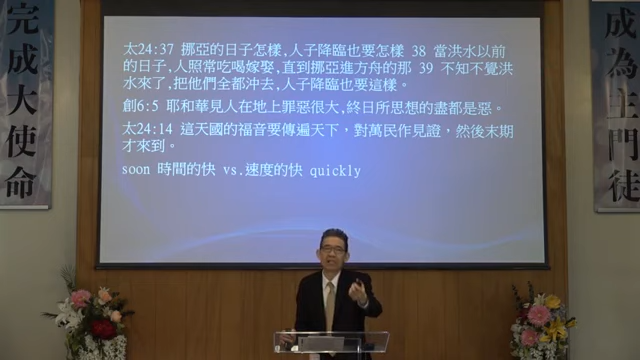 完成大使命
太24:37 挪亞的日子怎樣,人子降臨也要怎樣 38 當洪水以前
的日子,人照常吃喝嫁娶,直到挪亞進方舟的那 39 不知不覺洪
水來了,把他們全都沖去,人子降臨也要這樣。
創6:5 耶和華見人在地上罪惡很大,終日所思想的盡都是惡。
太24:14 這天國的福音要傳遍天下，對萬民作見證，然後末期
才來到。
soon 時間的快 vs.速度的快 quickly
成為主門徒